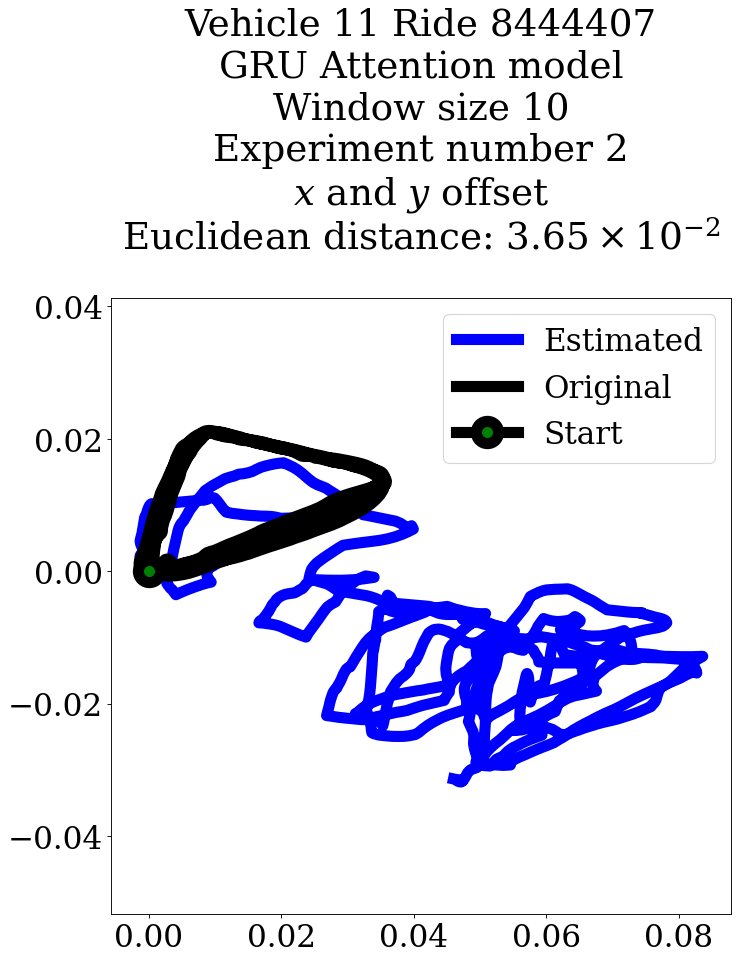 Vehicle 11 Ride 8444407
GRU Attention model
Window size 10
Experiment number 2
x and y offset
Euclidean distance: 3.65 × 10⁻²
Estimated
Original
Start
0.04
0.02
0.00
−0.02
−0.04
0.00 0.02 0.04 0.06 0.08